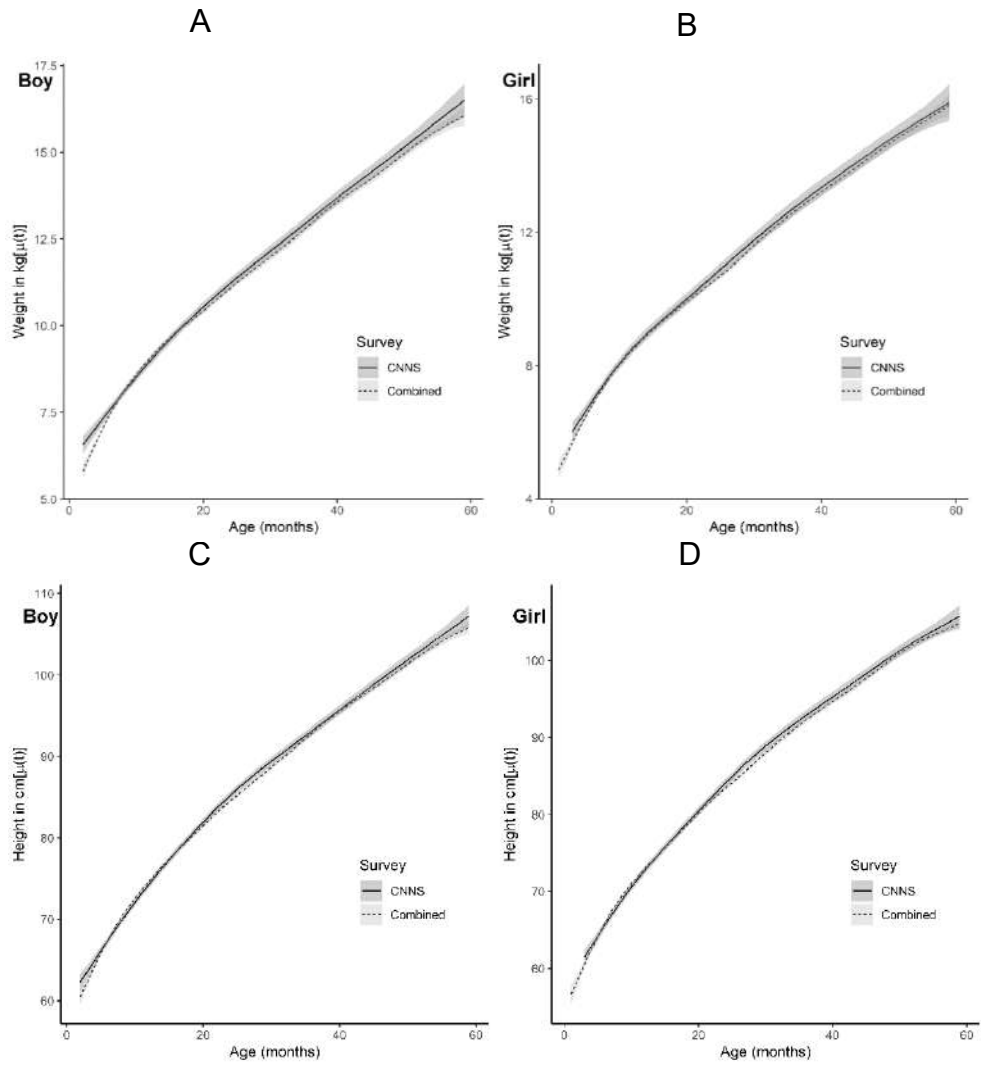 A
Boy
17.5
15.0
12.5
10.0
7.5
5.0
Weight in kg[μ(t)]
0 20 40 60
Age (months)
Survey
CNNS
Combined
B
Girl
16
12
8
4
Weight in kg[μ(t)]
0 20 40 60
Age (months)
Survey
CNNS
Combined
C
Boy
110
100
90
80
70
60
Height in cm[μ(t)]
0 20 40 60
Age (months)
Survey
CNNS
Combined
D
Girl
100
90
80
70
60
Height in cm[μ(t)]
0 20 40 60
Age (months)
Survey
CNNS
Combined